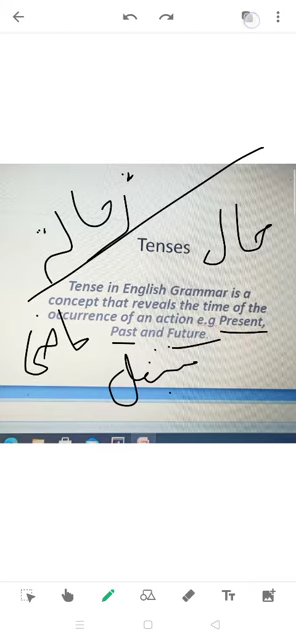 Tenses
حال
Tense in English Grammar is a
concept that reveals the time of the
occurrence of an action e.g Present,
Past and Future.
ماضی
مستقبل